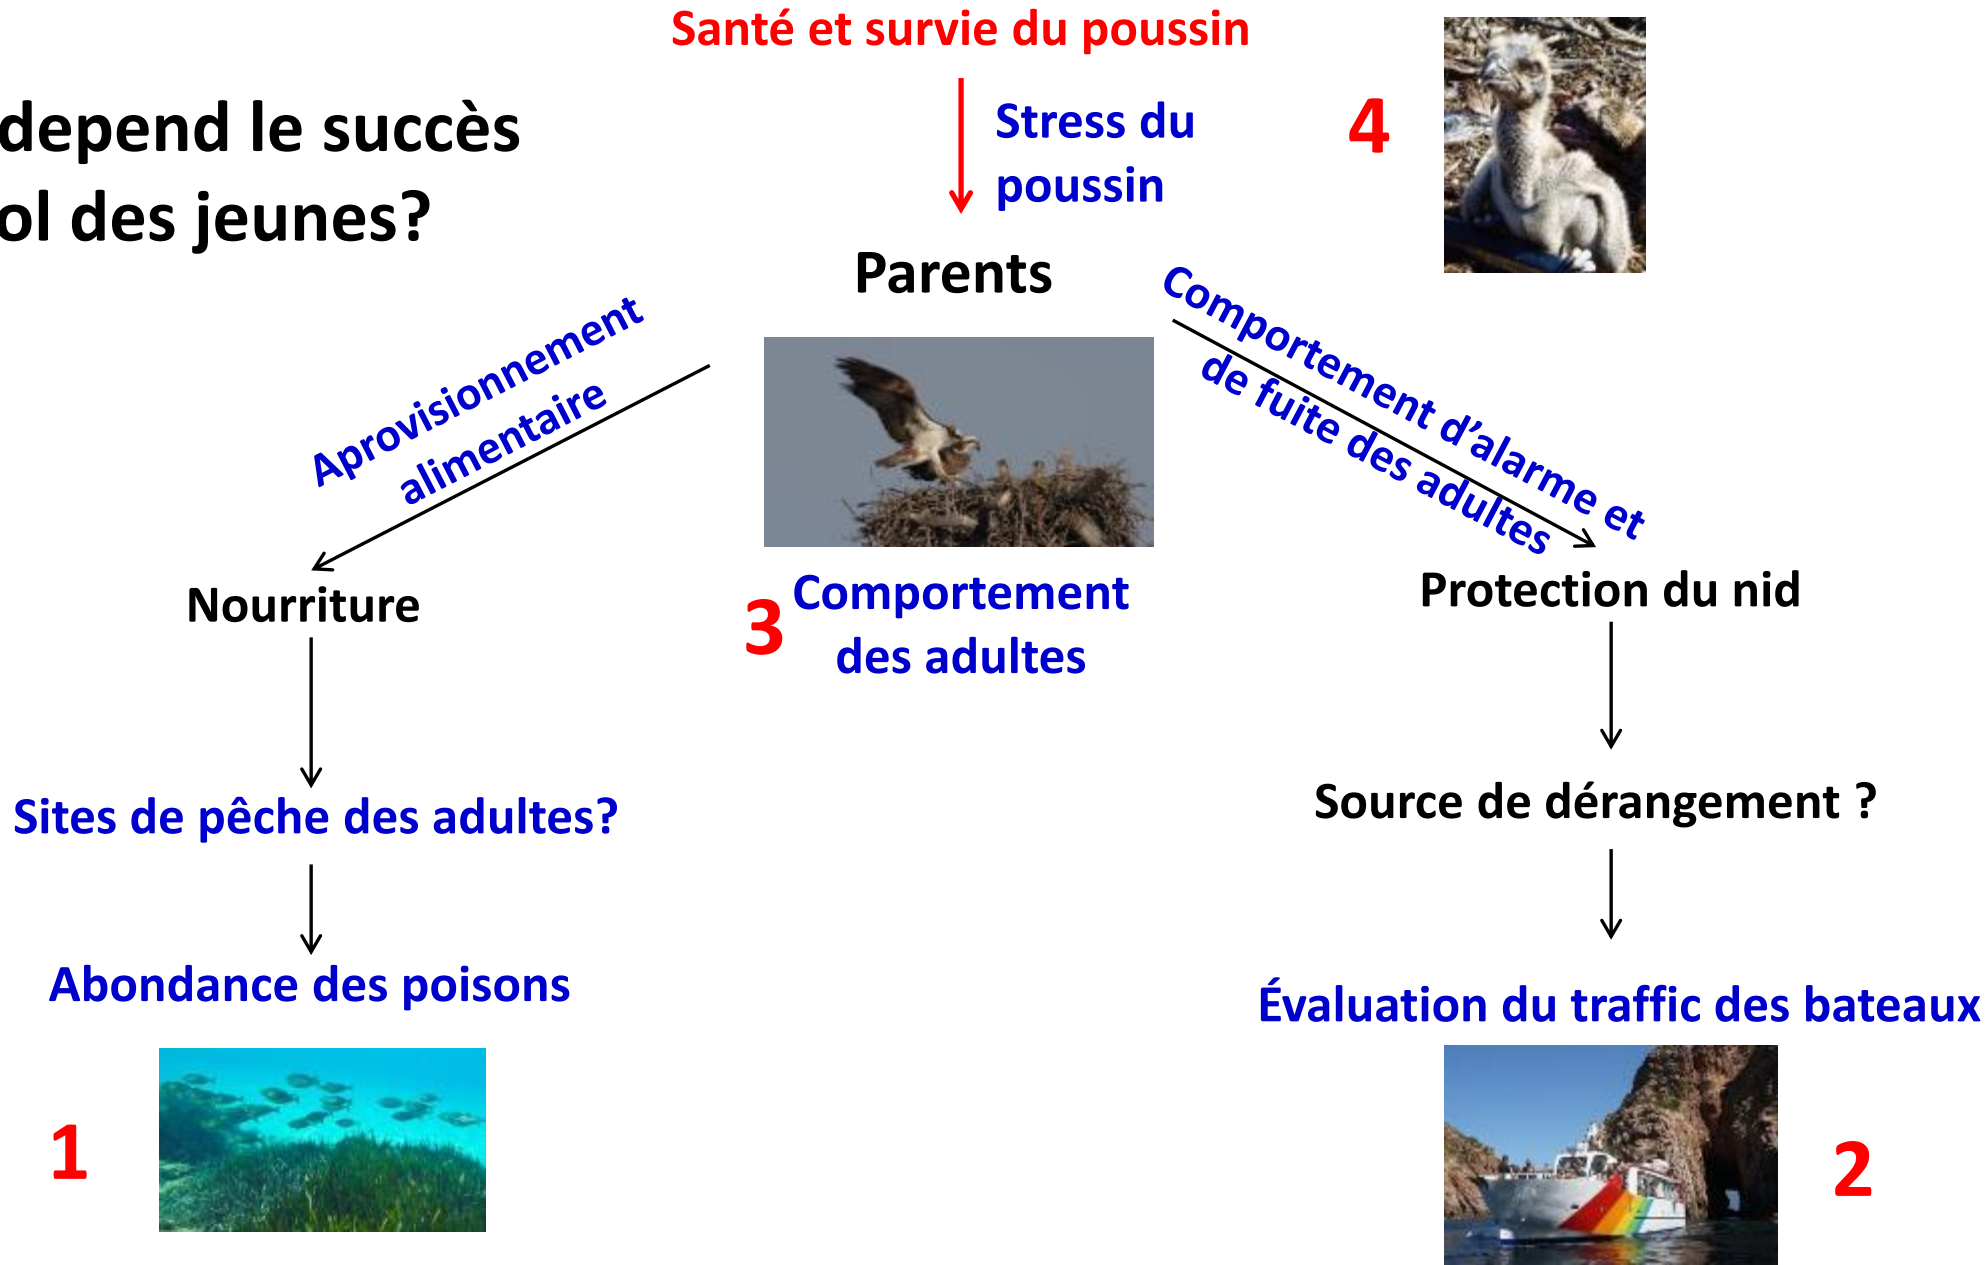 Santé et survie du poussin
depend le succès
ol des jeunes?
Stress du
poussin
4
Parents
Aprovisionnement
alimentaire
Comportement d'alarme et
de fuite des adultes
Nourriture
3
Comportement
des adultes
Protection du nid
Sites de pêche des adultes?
Source de dérangement ?
Abondance des poisons
Évaluation du traffic des bateaux
1
2